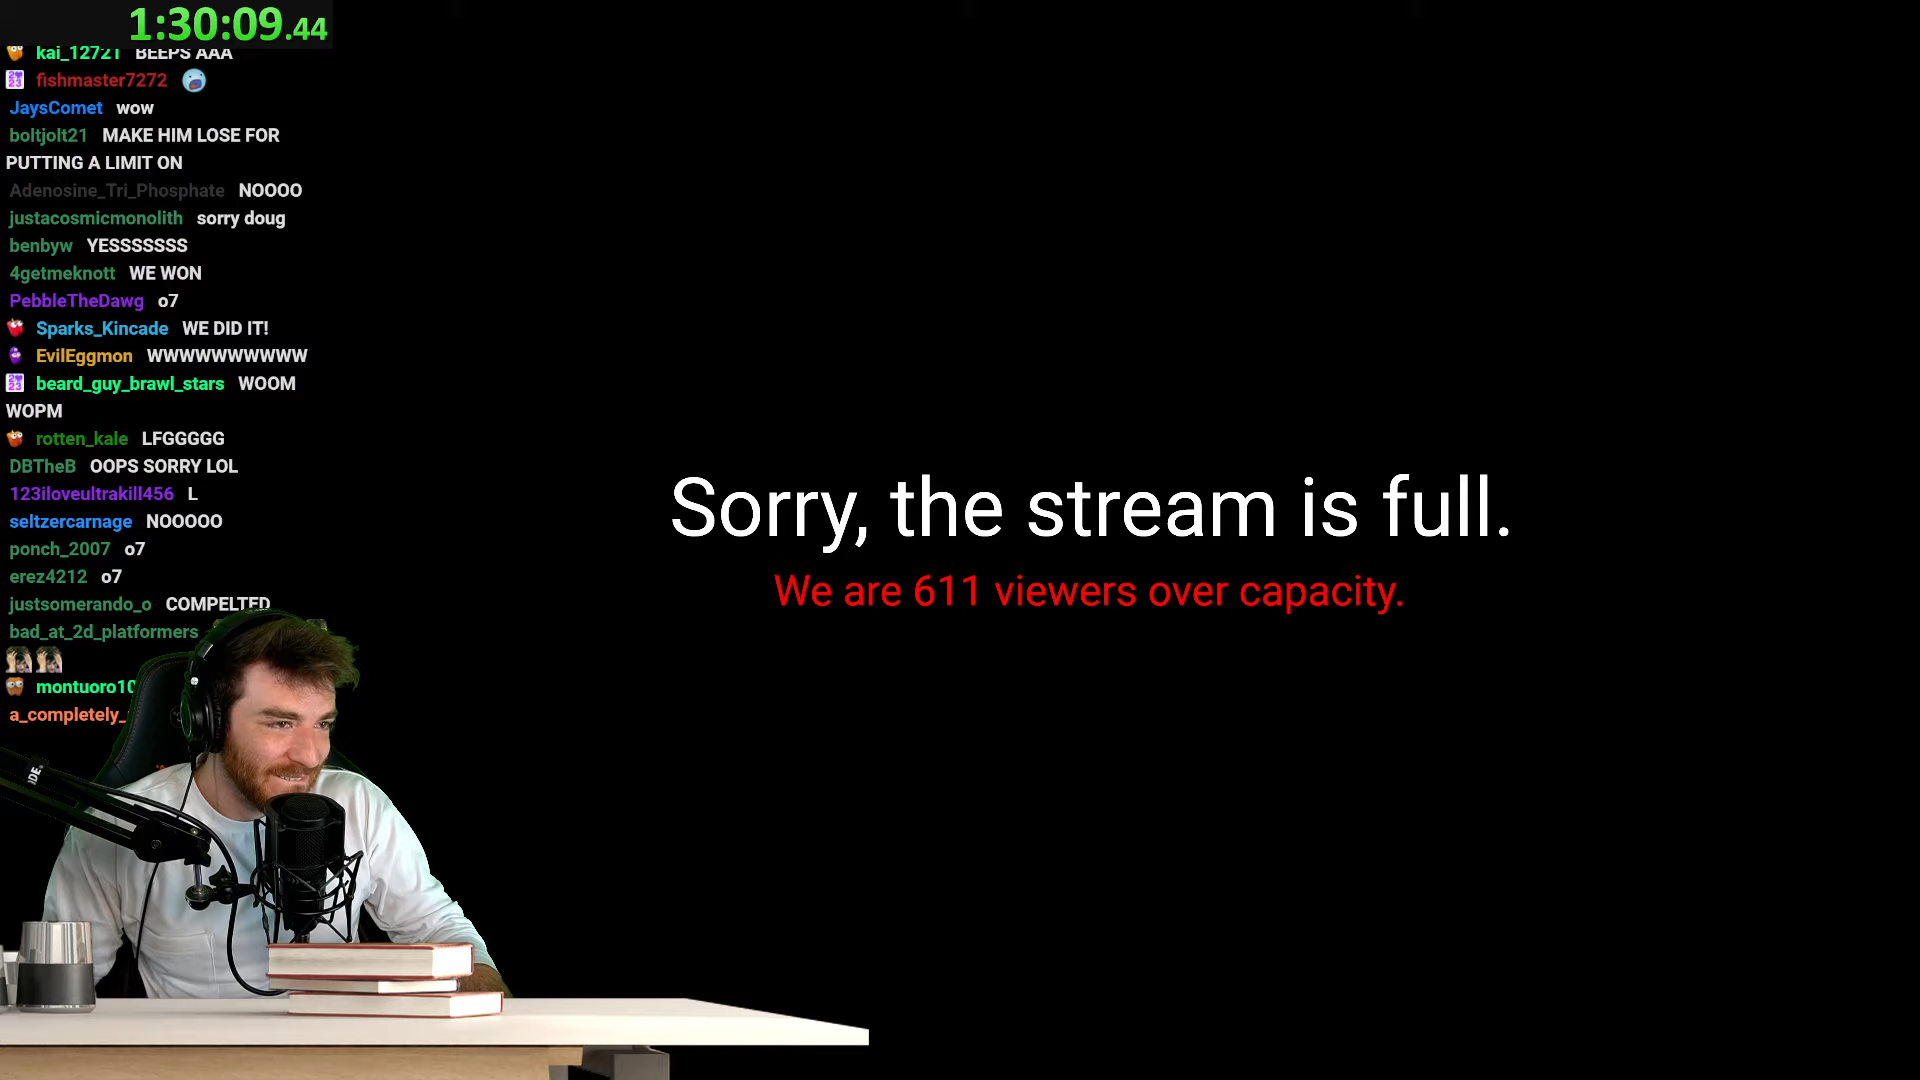 1:30:09.44
kai_12721 BEEPS AAA
fishmaster7272
JaysComet wow
boltjolt21 MAKE HIM LOSE FOR
PUTTING A LIMIT ON
Adenosine_Tri_Phosphate NOOOO
justacosmicmonolith sorry doug
benbyw YESSSSSSS
4getmeknott WE WON
PebbleTheDawg o7
Sparks_Kincade WE DID IT!
EvilEggmon WWWWWWWWWW
beard_guy_brawl_stars WOOM
WOPM
rotten_kale LFGGGGG
DBTheB OOPS SORRY LOL
123iloveultrakill456 L
seltzercarnage NOOOOO
ponch_2007 o7
erez4212 o7
justsomerando_o COMPELTED
bad_at_2d_platformers
montuoro10
a_completely_
Sorry, the stream is full.
We are 611 viewers over capacity.